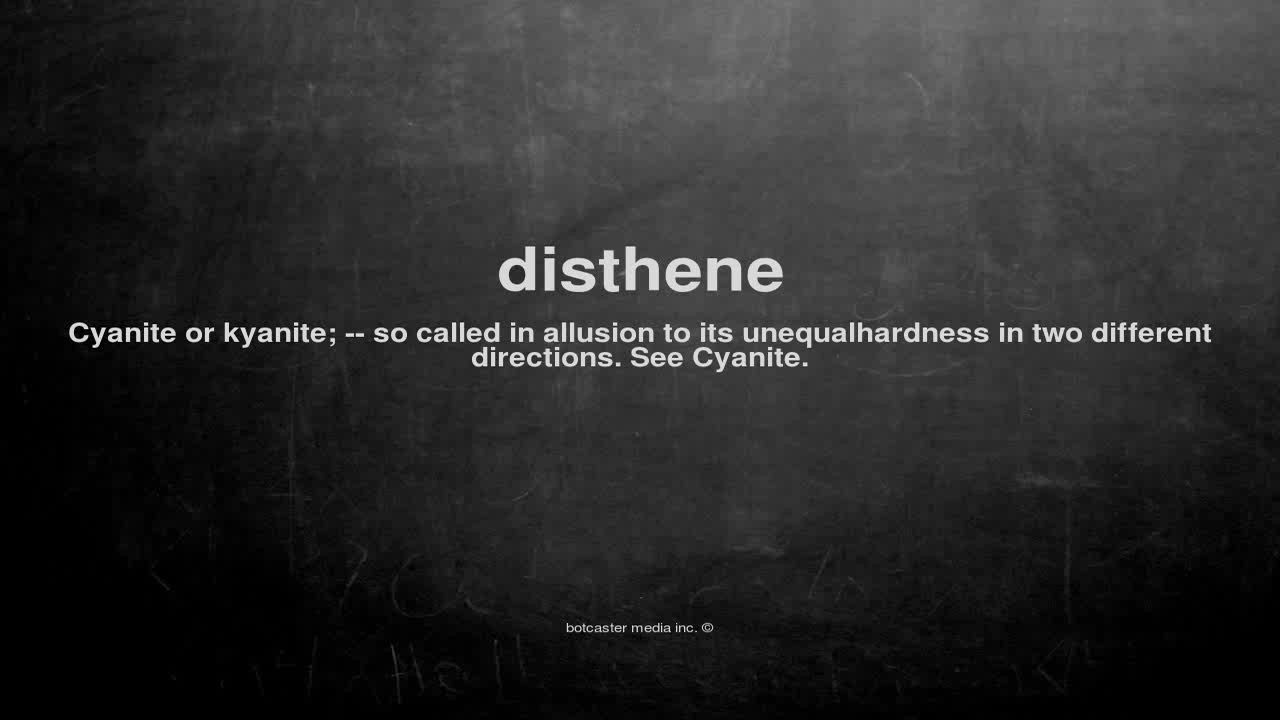 disthene
Cyanite or kyanite; -- so called in allusion to its unequalhardness in two different
directions. See Cyanite.
botcaster media inc. ©